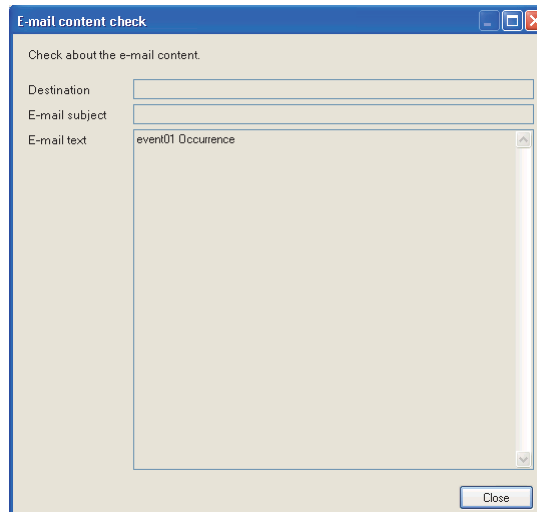 E-mail content check
Check about the e-mail content.
Destination
E-mail subject
E-mail text
event01 Occurrence
Close